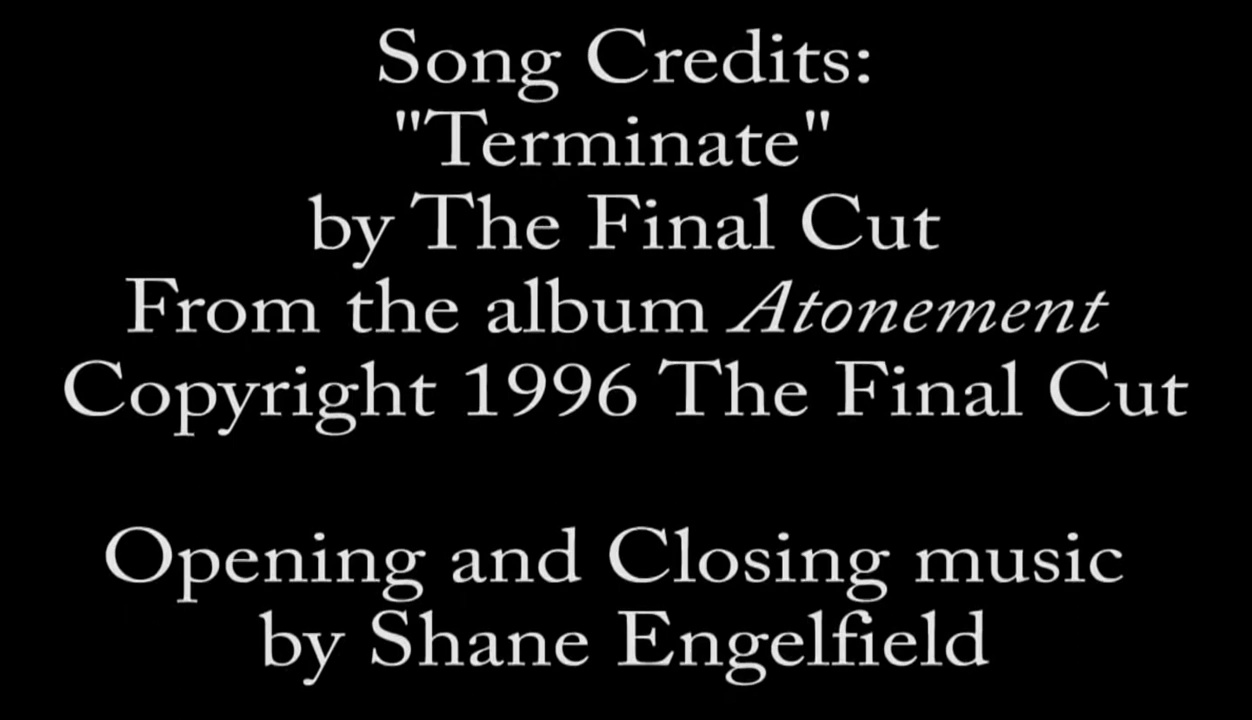 Song Credits:
"Terminate"
by The Final Cut
From the album Atonement
Copyright 1996 The Final Cut
Opening and Closing music
by Shane Engelfield